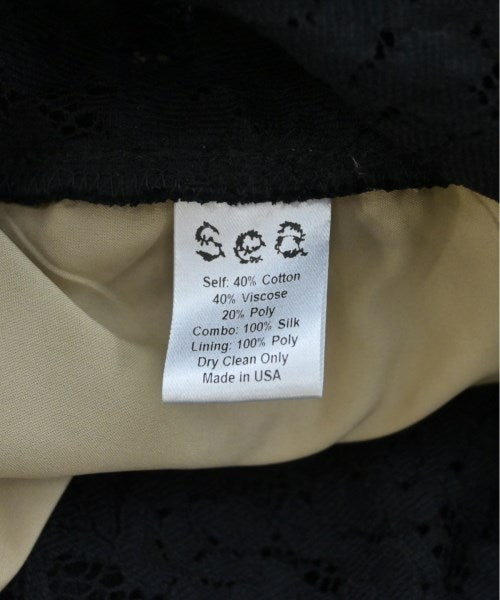 sea
Self: 40% Cotton
40% Viscose
20% Poly
Combo: 100% Silk
Lining: 100% Poly
Dry Clean Only
Made in USA